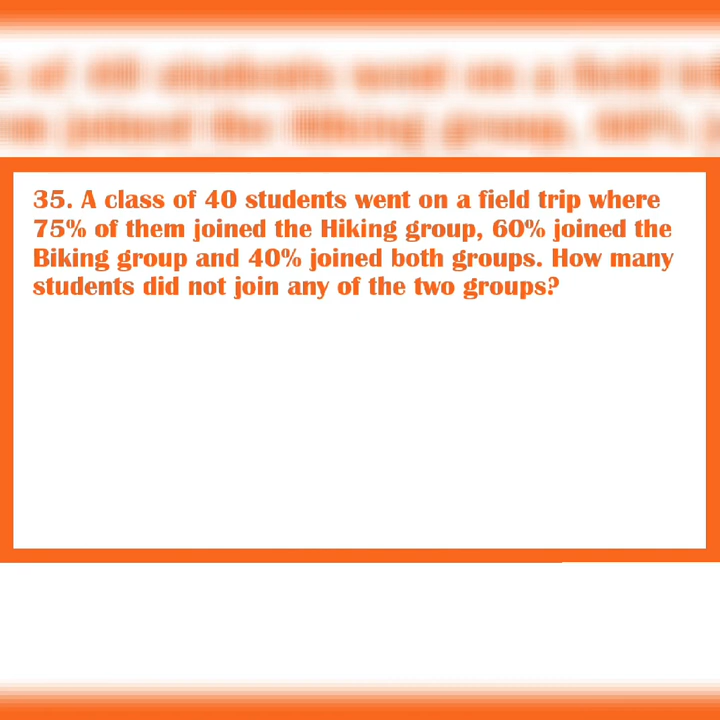 35. A class of 40 students went on a field trip where
75% of them joined the Hiking group, 60% joined the
Biking group and 40% joined both groups. How many
students did not join any of the two groups?